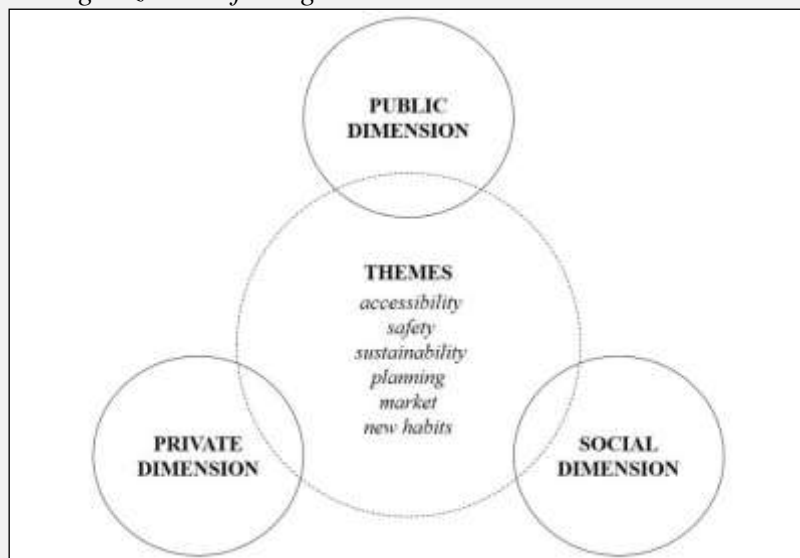 PUBLIC
DIMENSION
THEMES
accessibility
safety
sustainability
planning
market
new habits
PRIVATE
DIMENSION
SOCIAL
DIMENSION